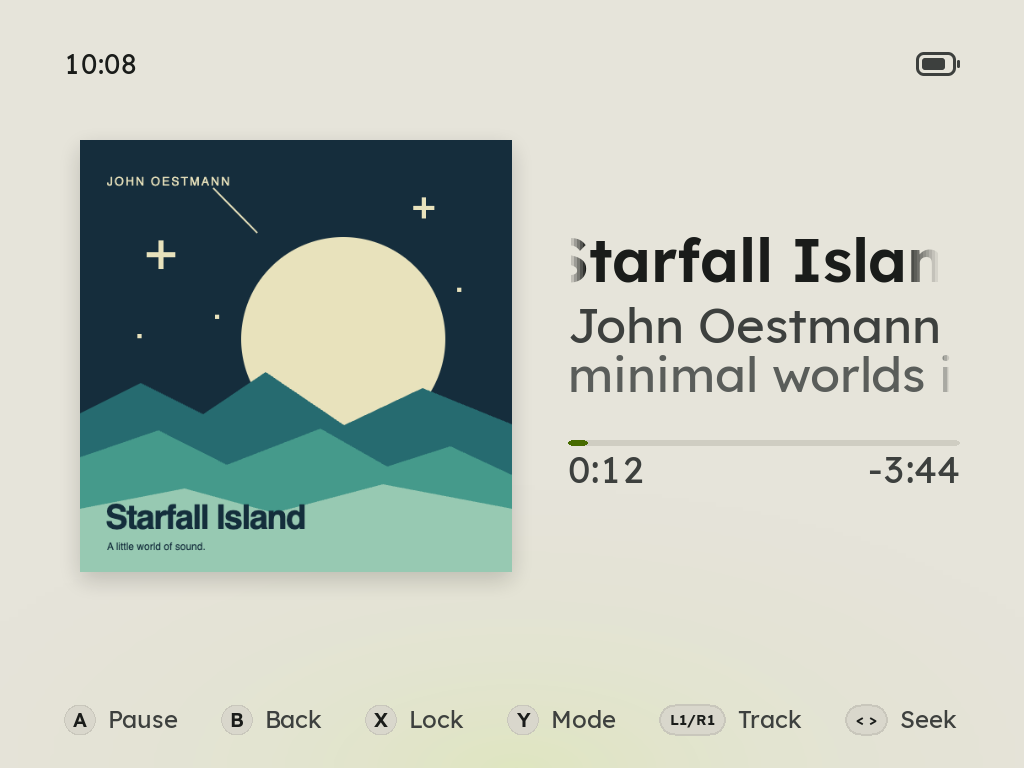 10:08
JOHN OESTMANN
Starfall Island
A little world of sound.
Starfall Islan
John Oestmann
minimal worlds i
0:12 -3:44
A Pause B Back X Lock Y Mode L1/R1 Track < > Seek